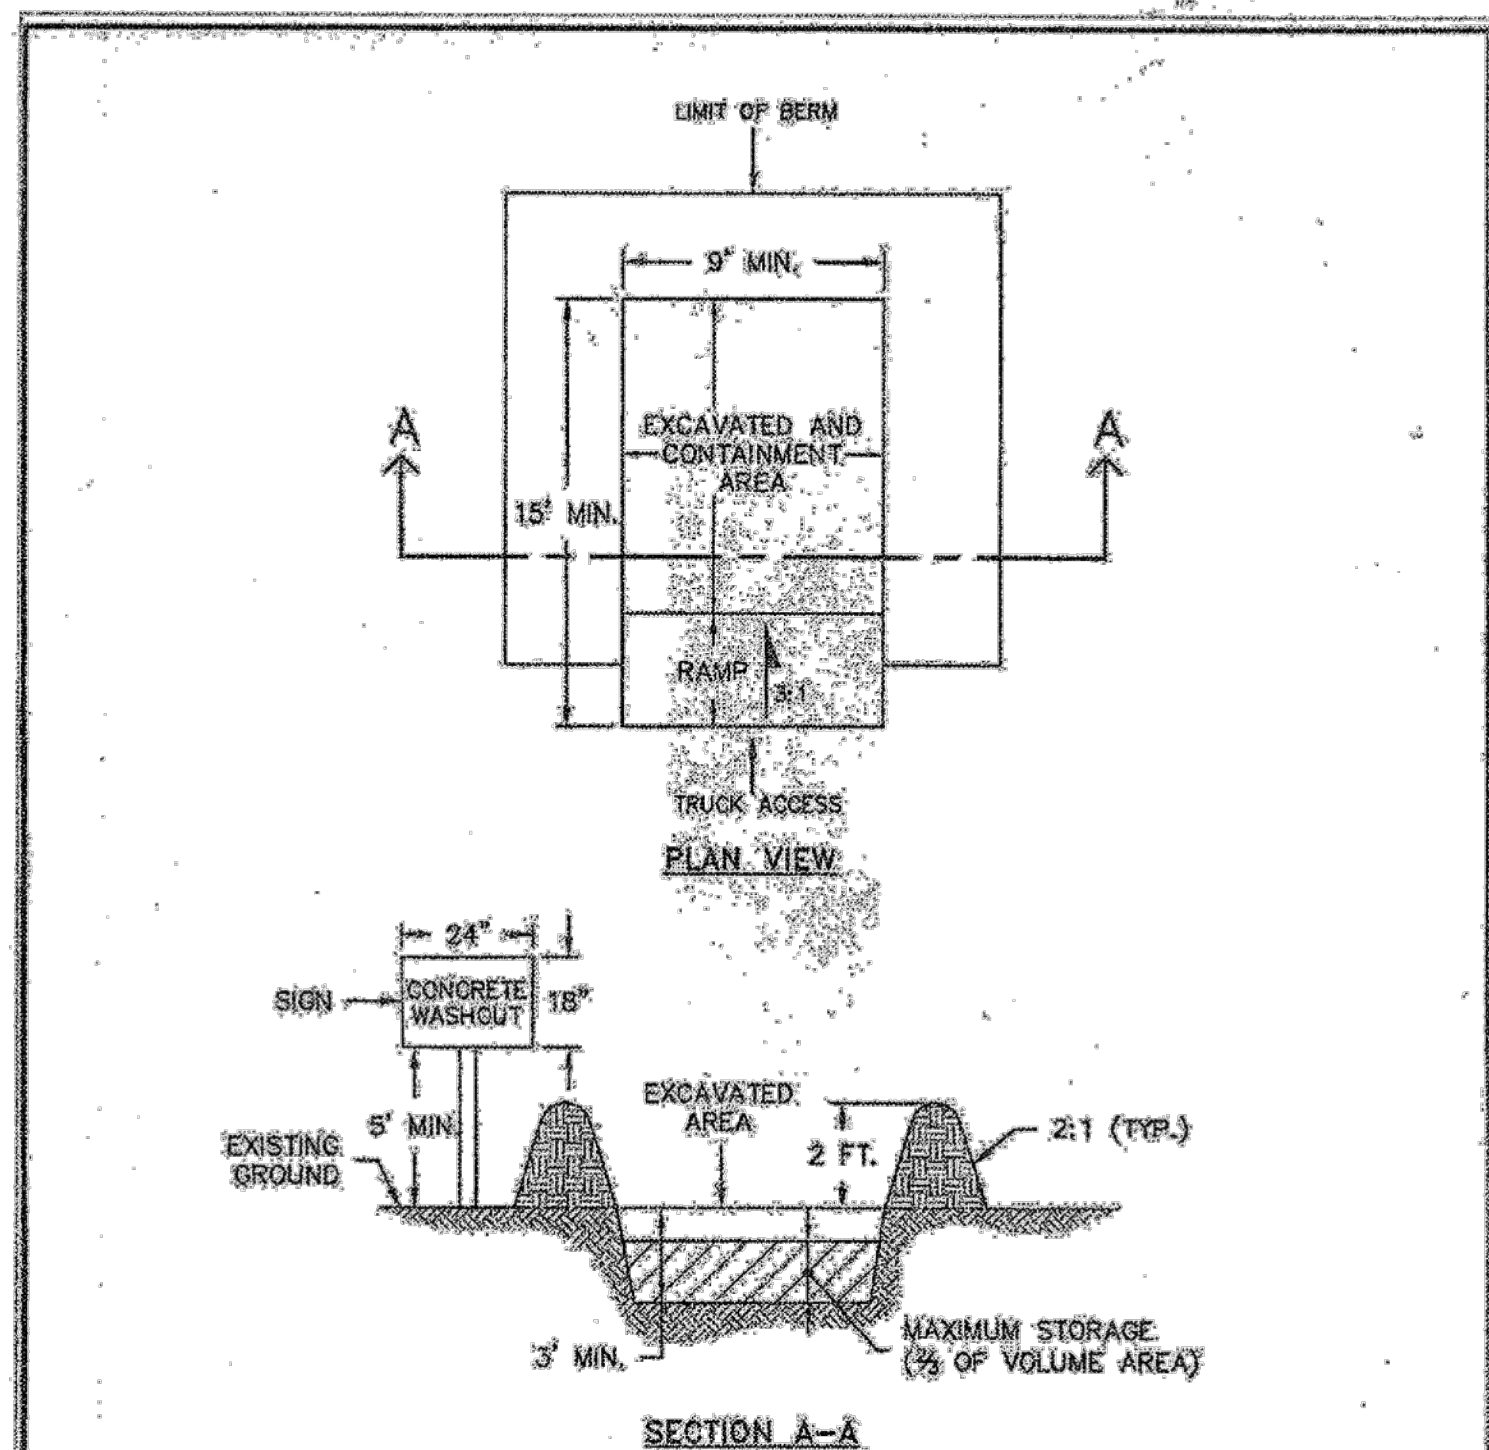 LIMIT OF BERM
9' MIN.
A
A
EXCAVATED AND
CONTAINMENT
AREA
15' MIN.
RAMP
3:1
TRUCK ACCESS
PLAN VIEW
24"
SIGN
CONCRETE
WASHOUT
18"
5' MIN.
EXCAVATED
AREA
2 FT.
2:1 (TYP.)
EXISTING
GROUND
3' MIN.
MAXIMUM STORAGE
(⅔ OF VOLUME AREA)
SECTION A-A